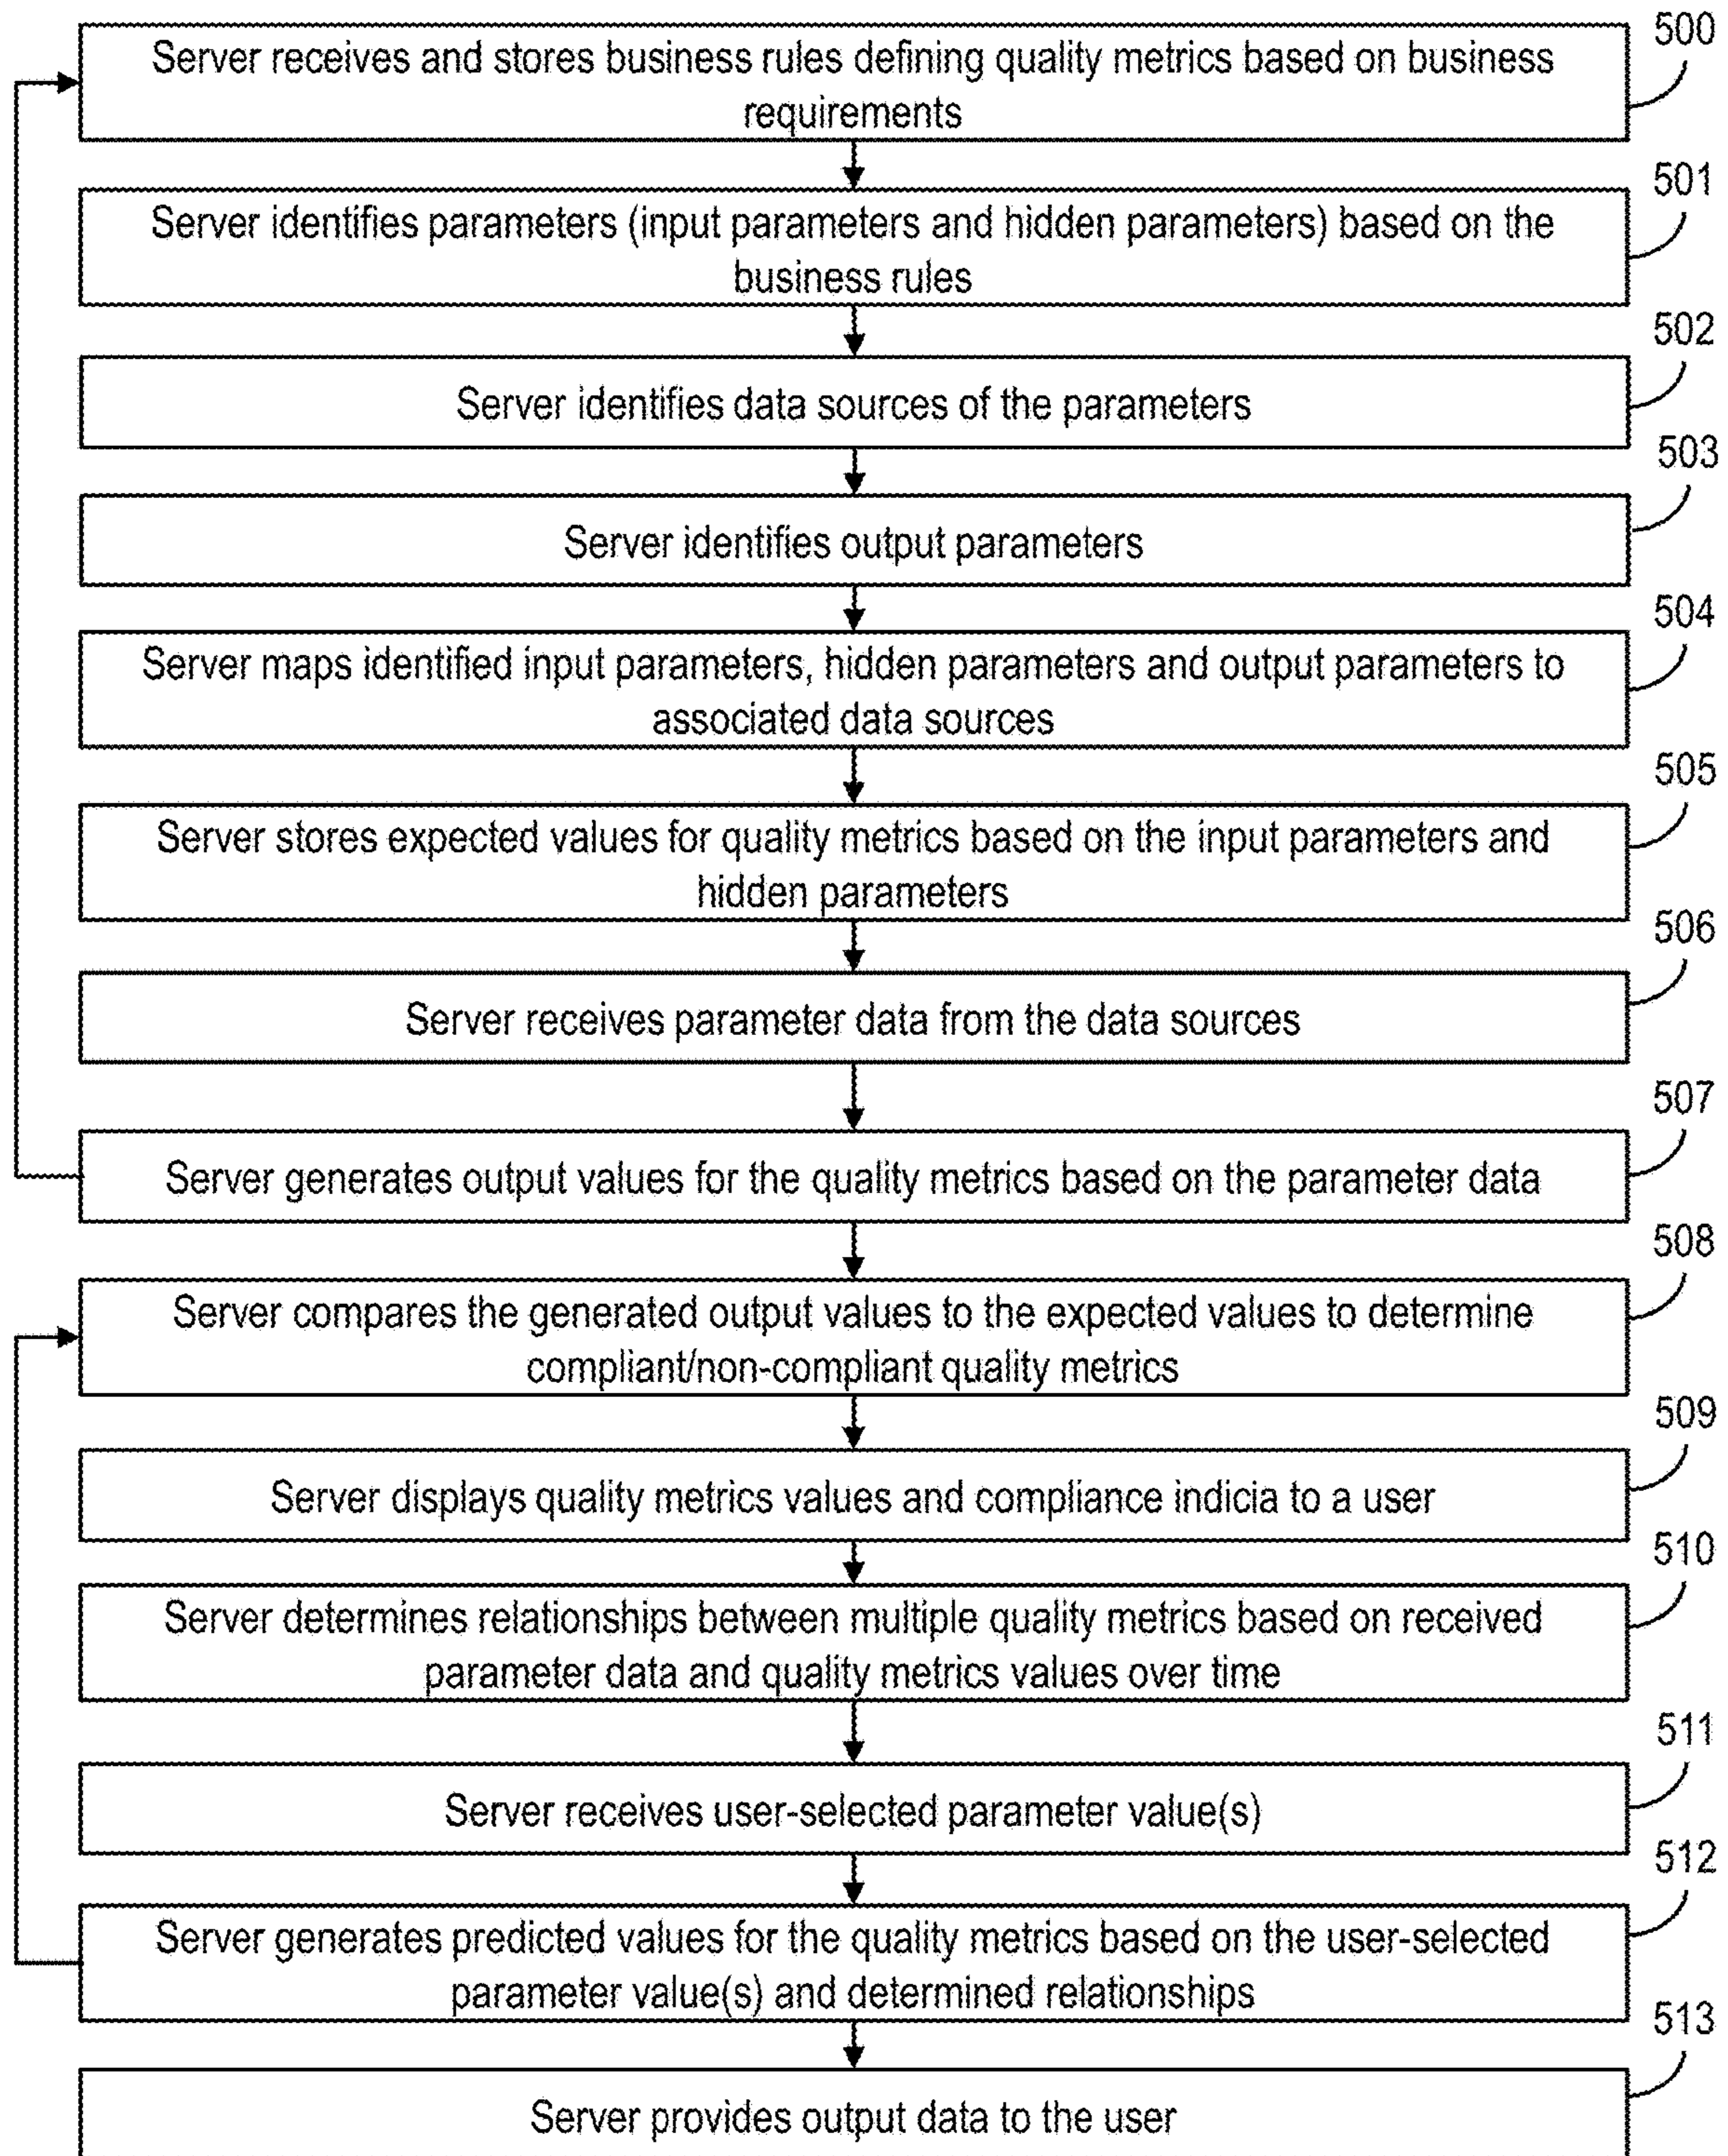 500
Server receives and stores business rules defining quality metrics based on business
requirements
501
Server identifies parameters (input parameters and hidden parameters) based on the
business rules
502
Server identifies data sources of the parameters
503
Server identifies output parameters
504
Server maps identified input parameters, hidden parameters and output parameters to
associated data sources
505
Server stores expected values for quality metrics based on the input parameters and
hidden parameters
506
Server receives parameter data from the data sources
507
Server generates output values for the quality metrics based on the parameter data
508
Server compares the generated output values to the expected values to determine
compliant/non-compliant quality metrics
509
Server displays quality metrics values and compliance indicia to a user
510
Server determines relationships between multiple quality metrics based on received
parameter data and quality metrics values over time
511
Server receives user-selected parameter value(s)
512
Server generates predicted values for the quality metrics based on the user-selected
parameter value(s) and determined relationships
513
Server provides output data to the user